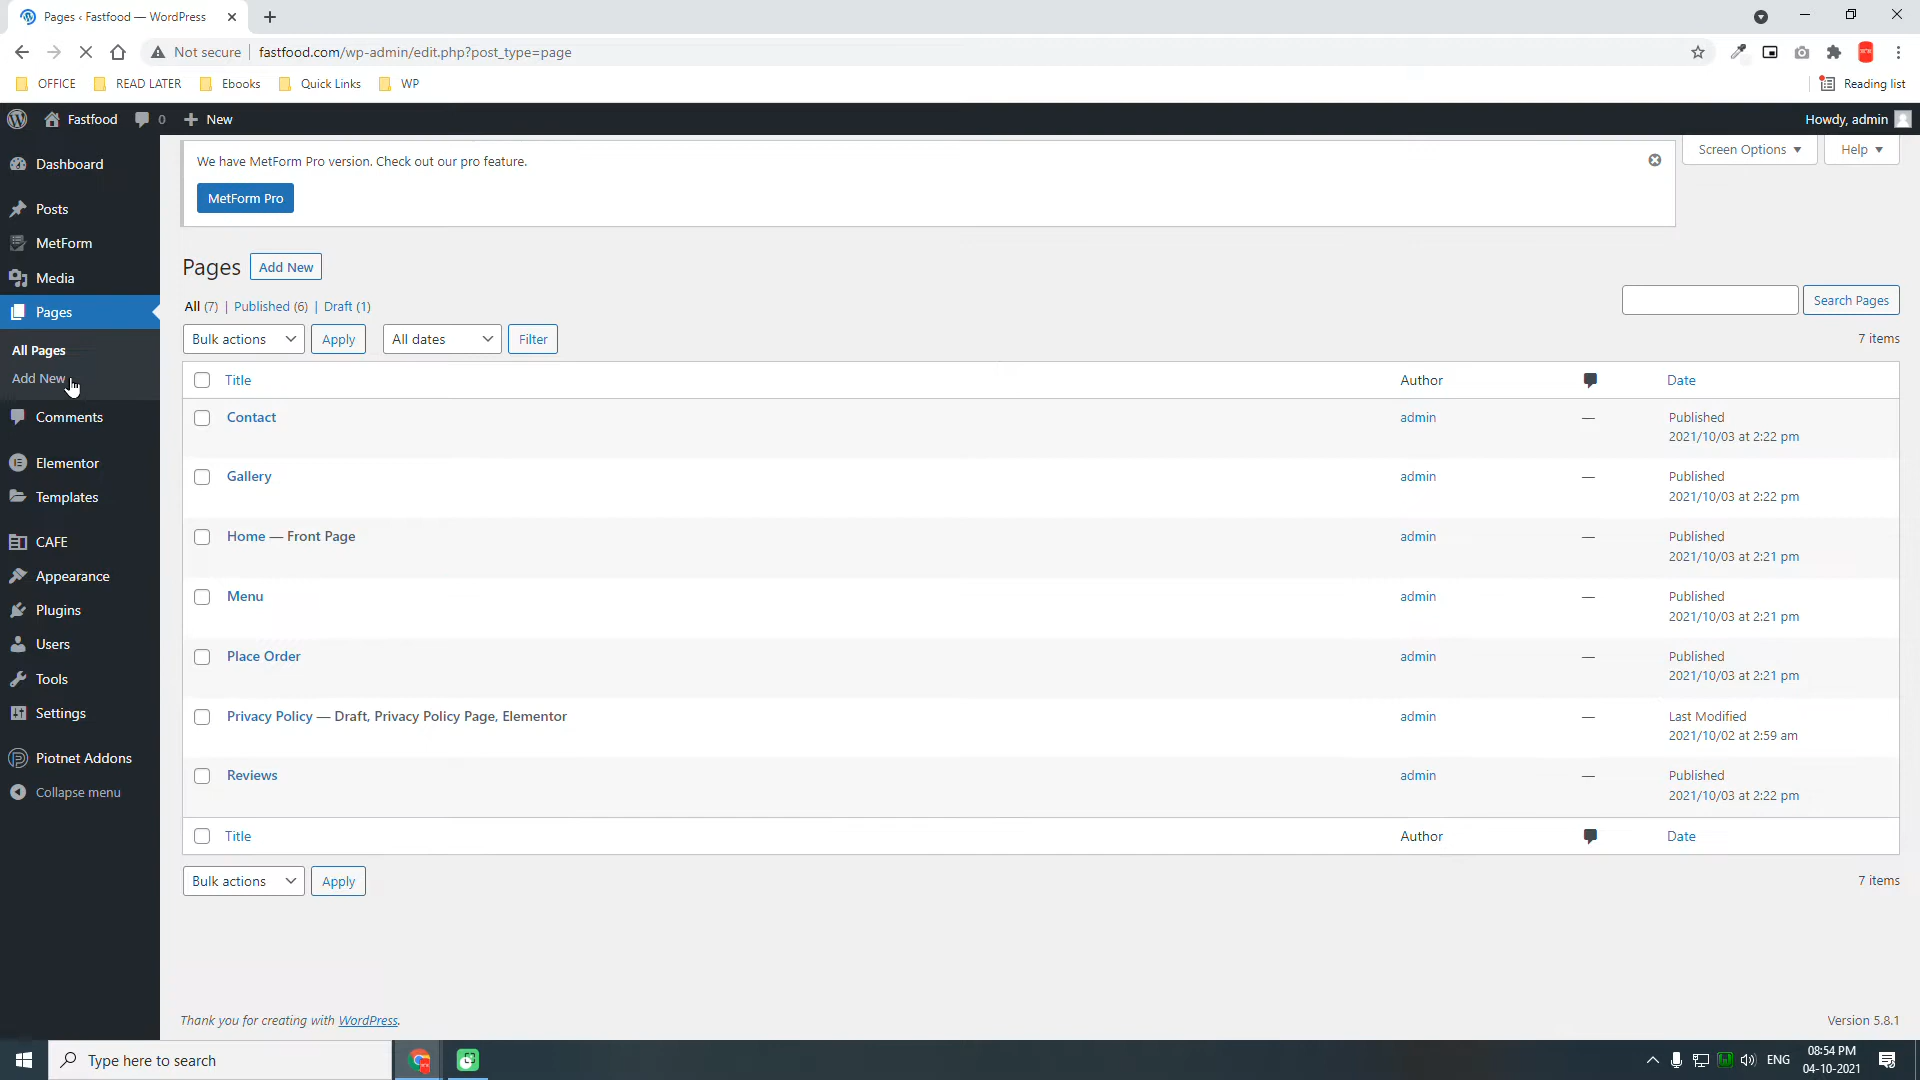 Pages ‹ Fastfood — WordPress
Not secure fastfood.com/wp-admin/edit.php?post_type=page
OFFICE READ LATER Ebooks Quick Links WP Reading list
Fastfood 0 New Howdy, admin
Dashboard
Posts
MetForm
Media
Pages
All Pages
Add New
Comments
Elementor
Templates
CAFE
Appearance
Plugins
Users
Tools
Settings
Piotnet Addons
Collapse menu
We have MetForm Pro version. Check out our pro feature.
MetForm Pro
Screen Options Help
Pages Add New
All (7) | Published (6) | Draft (1)
Search Pages
Bulk actions Apply All dates Filter 7 items
Title Author Date
Contact admin — Published
2021/10/03 at 2:22 pm
Gallery admin — Published
2021/10/03 at 2:22 pm
Home — Front Page admin — Published
2021/10/03 at 2:21 pm
Menu admin — Published
2021/10/03 at 2:21 pm
Place Order admin — Published
2021/10/03 at 2:21 pm
Privacy Policy — Draft, Privacy Policy Page, Elementor admin — Last Modified
2021/10/02 at 2:59 am
Reviews admin — Published
2021/10/03 at 2:22 pm
Title Author Date
Bulk actions Apply 7 items
Thank you for creating with WordPress. Version 5.8.1
Type here to search ENG 08:54 PM
04-10-2021